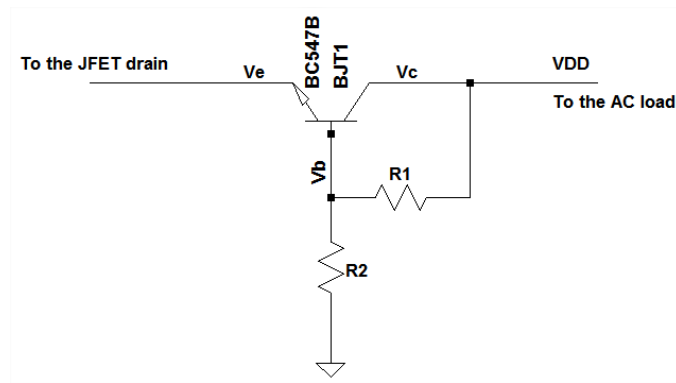 To the JFET drain
Ve
BC547B
BJT1
Vc
VDD
To the AC load
Vb
R1
R2